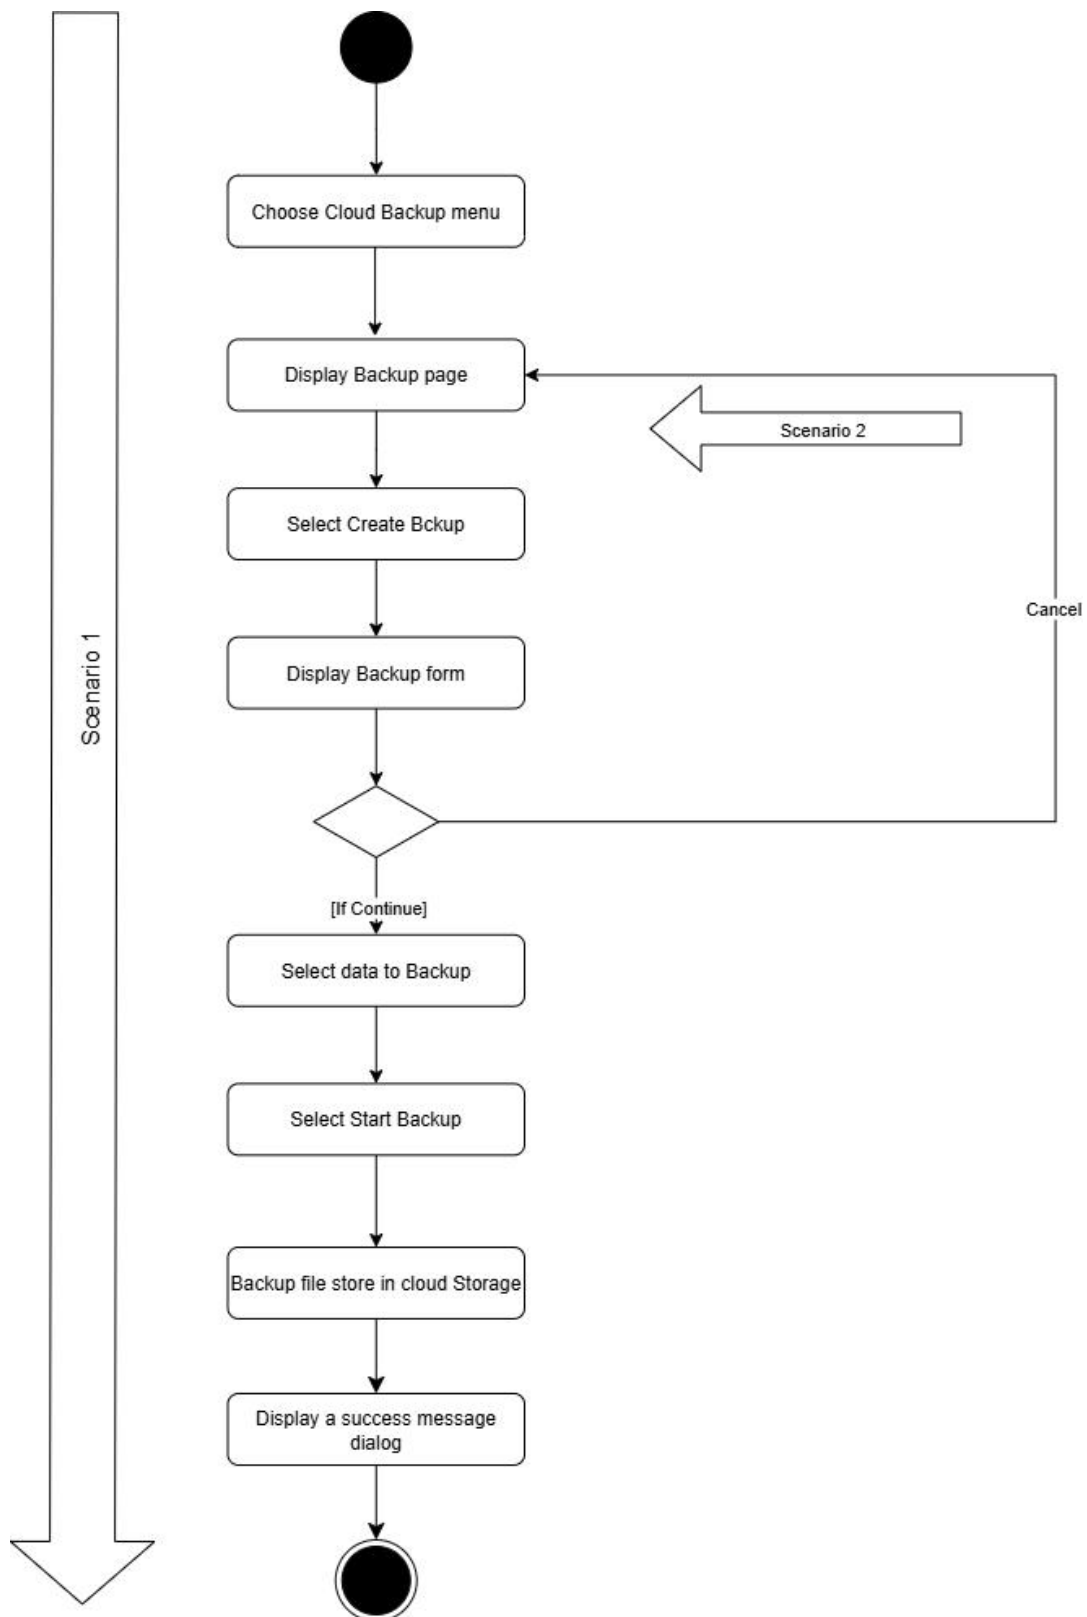 Choose Cloud Backup menu
Display Backup page
Scenario 2
Select Create Bckup
Cancel
Scenario 1
Display Backup form
[If Continue]
Select data to Backup
Select Start Backup
Backup file store in cloud Storage
Display a success message
dialog